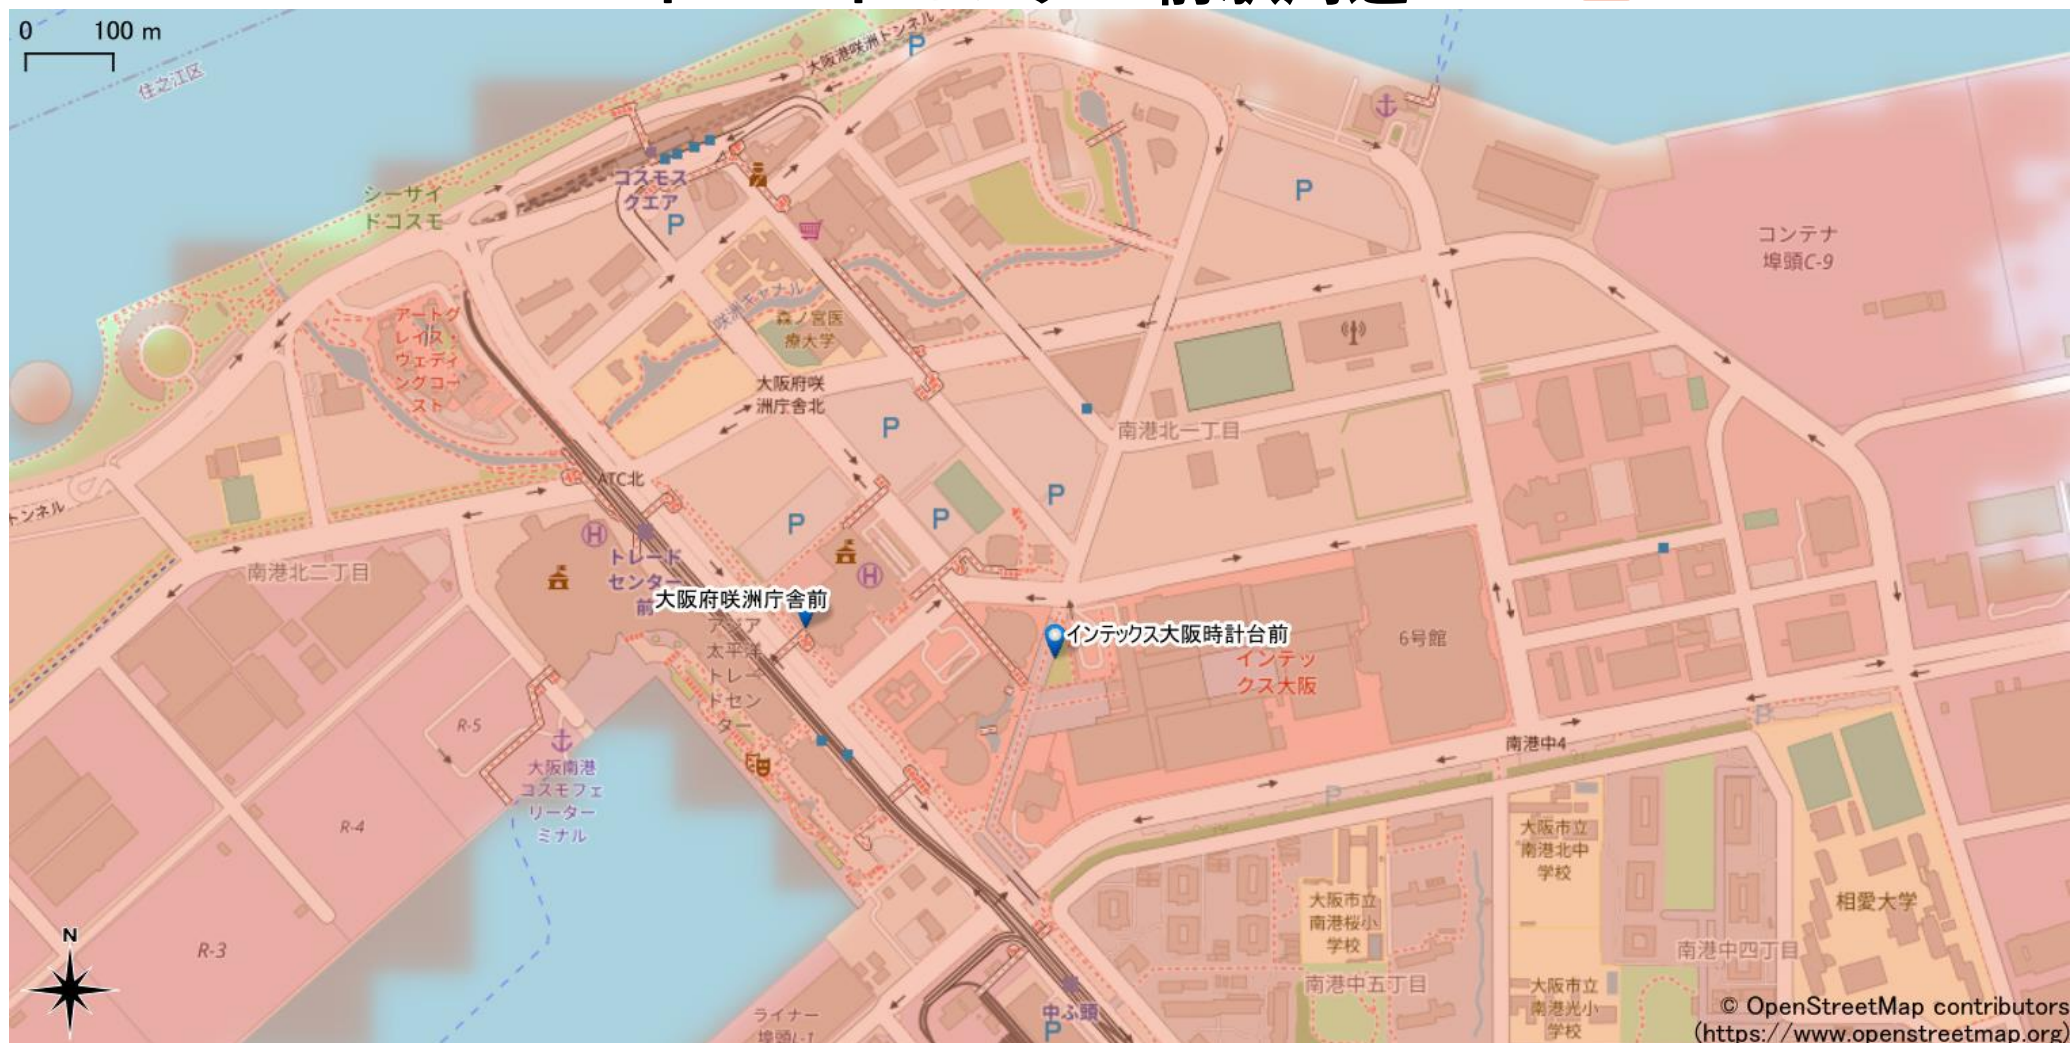 0 100 m
住之江区
大阪港咲洲トンネル
P
シーサイ
ドコスモ
コスモス
クエア
P
P
コンテナ
埠頭C-9
咲洲キャナル
森ノ宮医
療大学
アートグ
レイス・
ウェディ
ングコー
スト
大阪府咲
洲庁舎北
P
南港北一丁目
ATC北
トンネル
P
P
P
H
トレード
センター
前
H
南港北二丁目
大阪府咲洲庁舎前
アジア
太平洋
トレー
ドセン
ター
インテックス大阪時計台前
インテッ
クス大阪
6号館
R-5
大阪南港
コスモフェ
リーター
ミナル
R-4
R-3
南港中4
P
P
大阪市立
南港北中
学校
大阪市立
南港桜小
学校
相愛大学
南港中四丁目
南港中五丁目
大阪市立
南港光小
学校
N
ライナー
埠頭L-1
中ふ頭
P
© OpenStreetMap contributors
(https://www.openstreetmap.org)